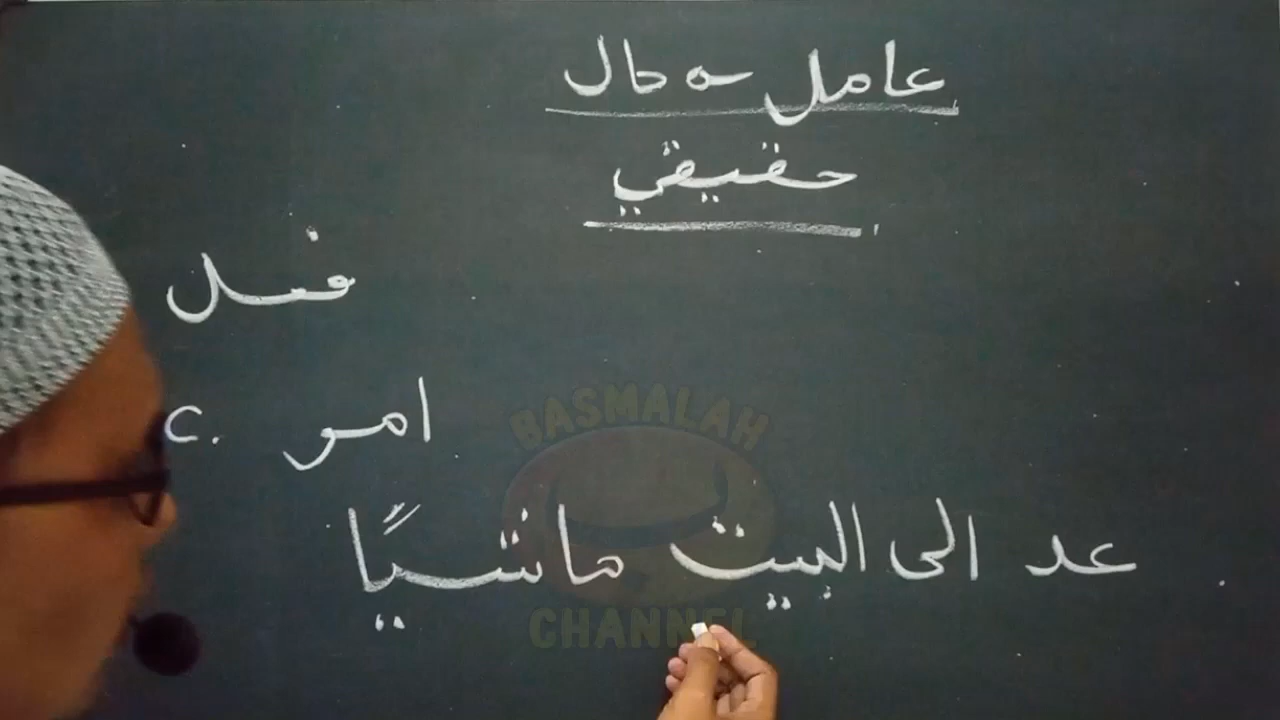 عامل ه حال
حقيقي
فعل
c. امر
عد الى البيت ماشيًا
BASMALAH
CHANNEL